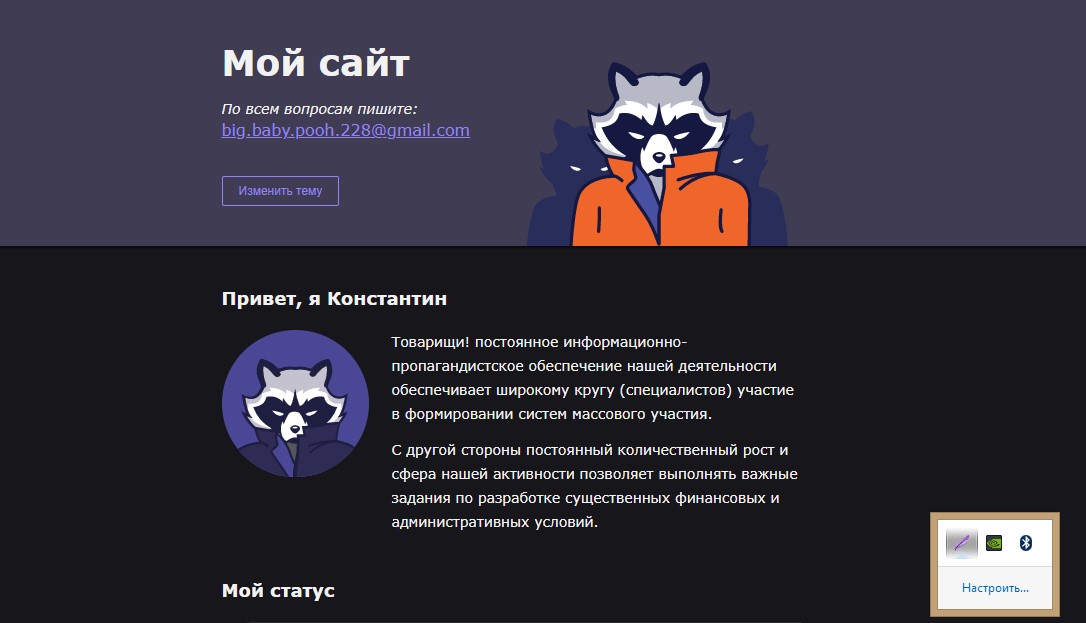 Мой сайт
По всем вопросам пишите:
big.baby.pooh.228@gmail.com
Изменить тему
Привет, я Константин
Товарищи! постоянное информационно-
пропагандистское обеспечение нашей деятельности
обеспечивает широкому кругу (специалистов) участие
в формировании систем массового участия.
С другой стороны постоянный количественный рост и
сфера нашей активности позволяет выполнять важные
задания по разработке существенных финансовых и
административных условий.
Мой статус
Настроить...